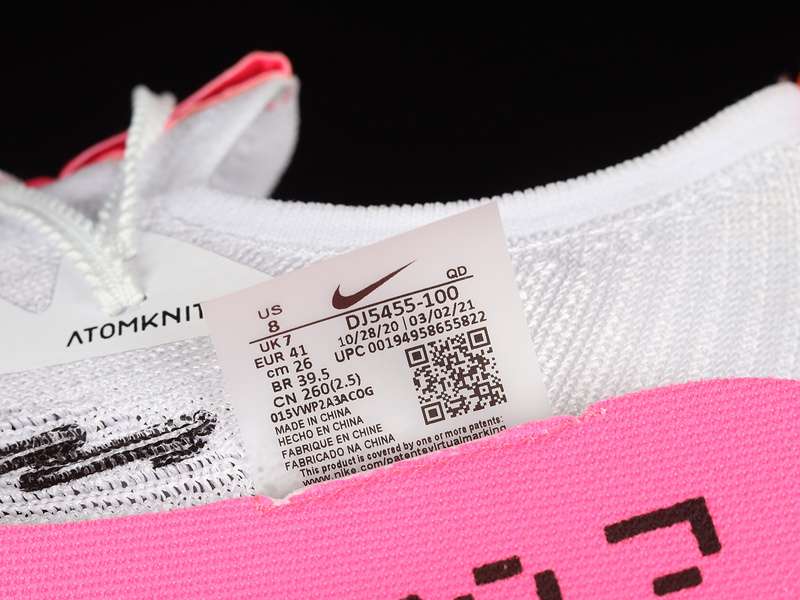 ATOMKNIT
QD
US
8
DJ5455-100
UK 7
10/28/20 | 03/02/21
EUR 41
UPC 00194958655822
cm 26
BR 39.5
CN 260(2.5)
015VWP2A3ACOG
MADE IN CHINA
HECHO EN CHINA
FABRIQUE EN CHINE
FABRICADO NA CHINA
This product is covered by one or more patents:
www.nike.com/patentevirtualmarking